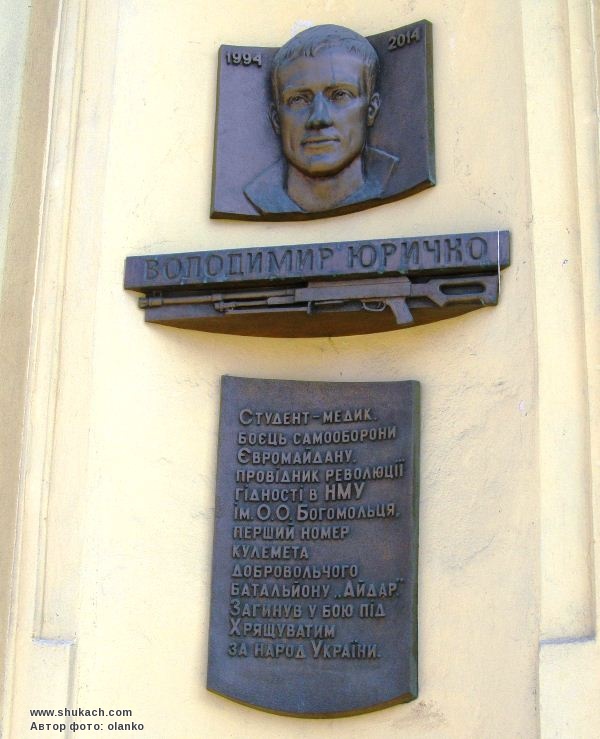 1994
2014
ВОЛОДИМИР ЮРИЧКО
Студент-медик,
боєць самооборони
Євромайдану,
провідник революції
гідності в НМУ
ім. О.О. Богомольця,
перший номер
кулемета
добровольчого
батальйону „Айдар".
Загинув у бою під
Хрящуватим
за народ України.
www.shukach.com
Автор фото: olanko